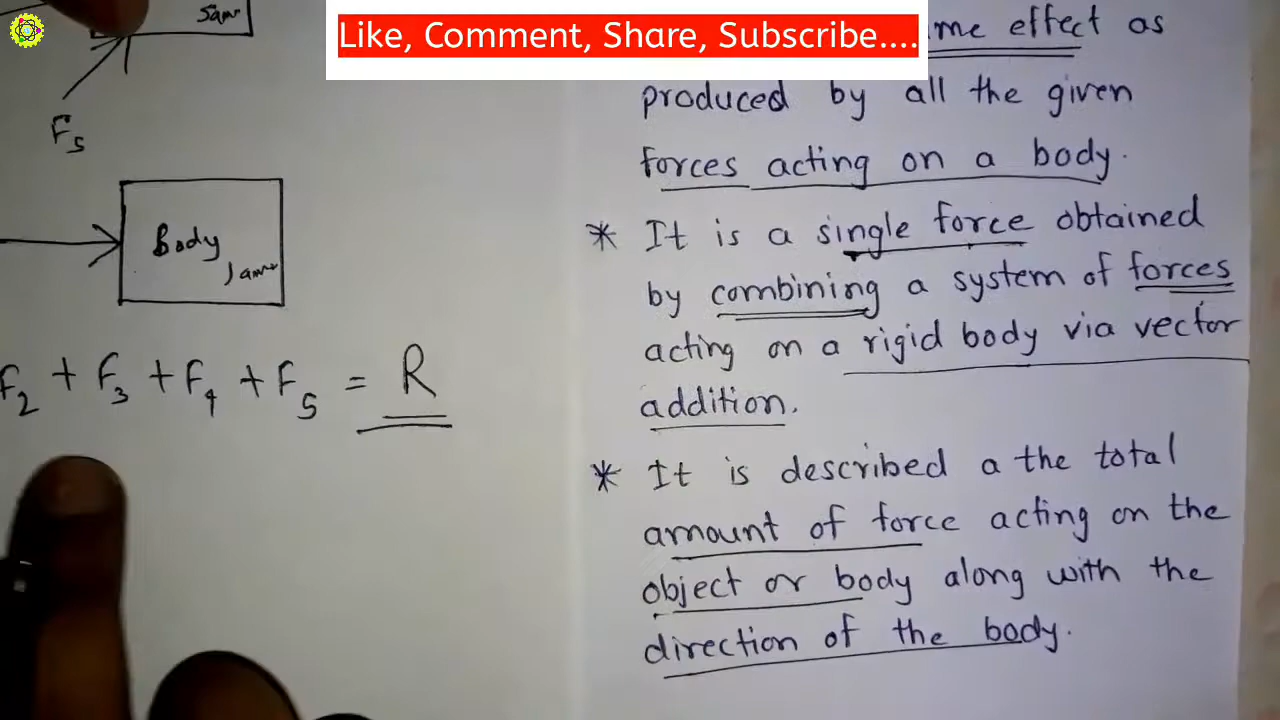 Like, Comment, Share, Subscribe....
Same
F5
Body
Same
F2 + F3 + F4 + F5 = R
me effect as
produced by all the given
forces acting on a body.
* It is a single force obtained
by combining a system of forces
acting on a rigid body via vector
addition.
* It is described a the total
amount of force acting on the
object or body along with the
direction of the body.